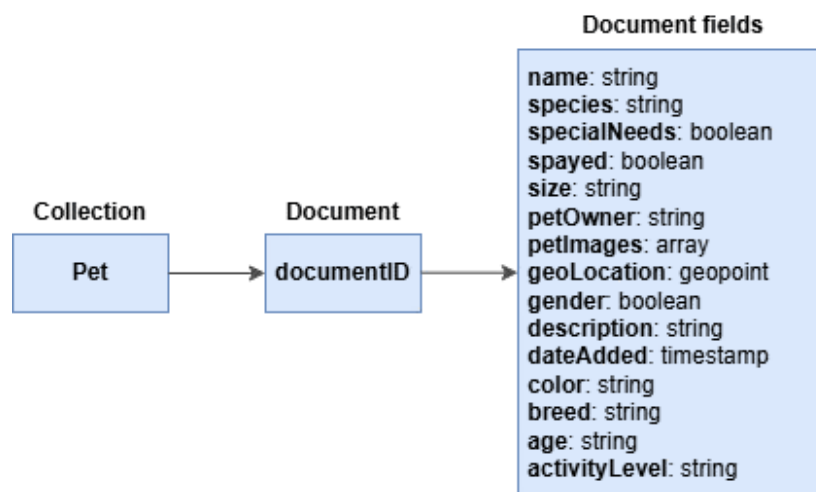 Collection
Pet
Document
documentID
Document fields
name: string
species: string
specialNeeds: boolean
spayed: boolean
size: string
petOwner: string
petImages: array
geoLocation: geopoint
gender: boolean
description: string
dateAdded: timestamp
color: string
breed: string
age: string
activityLevel: string